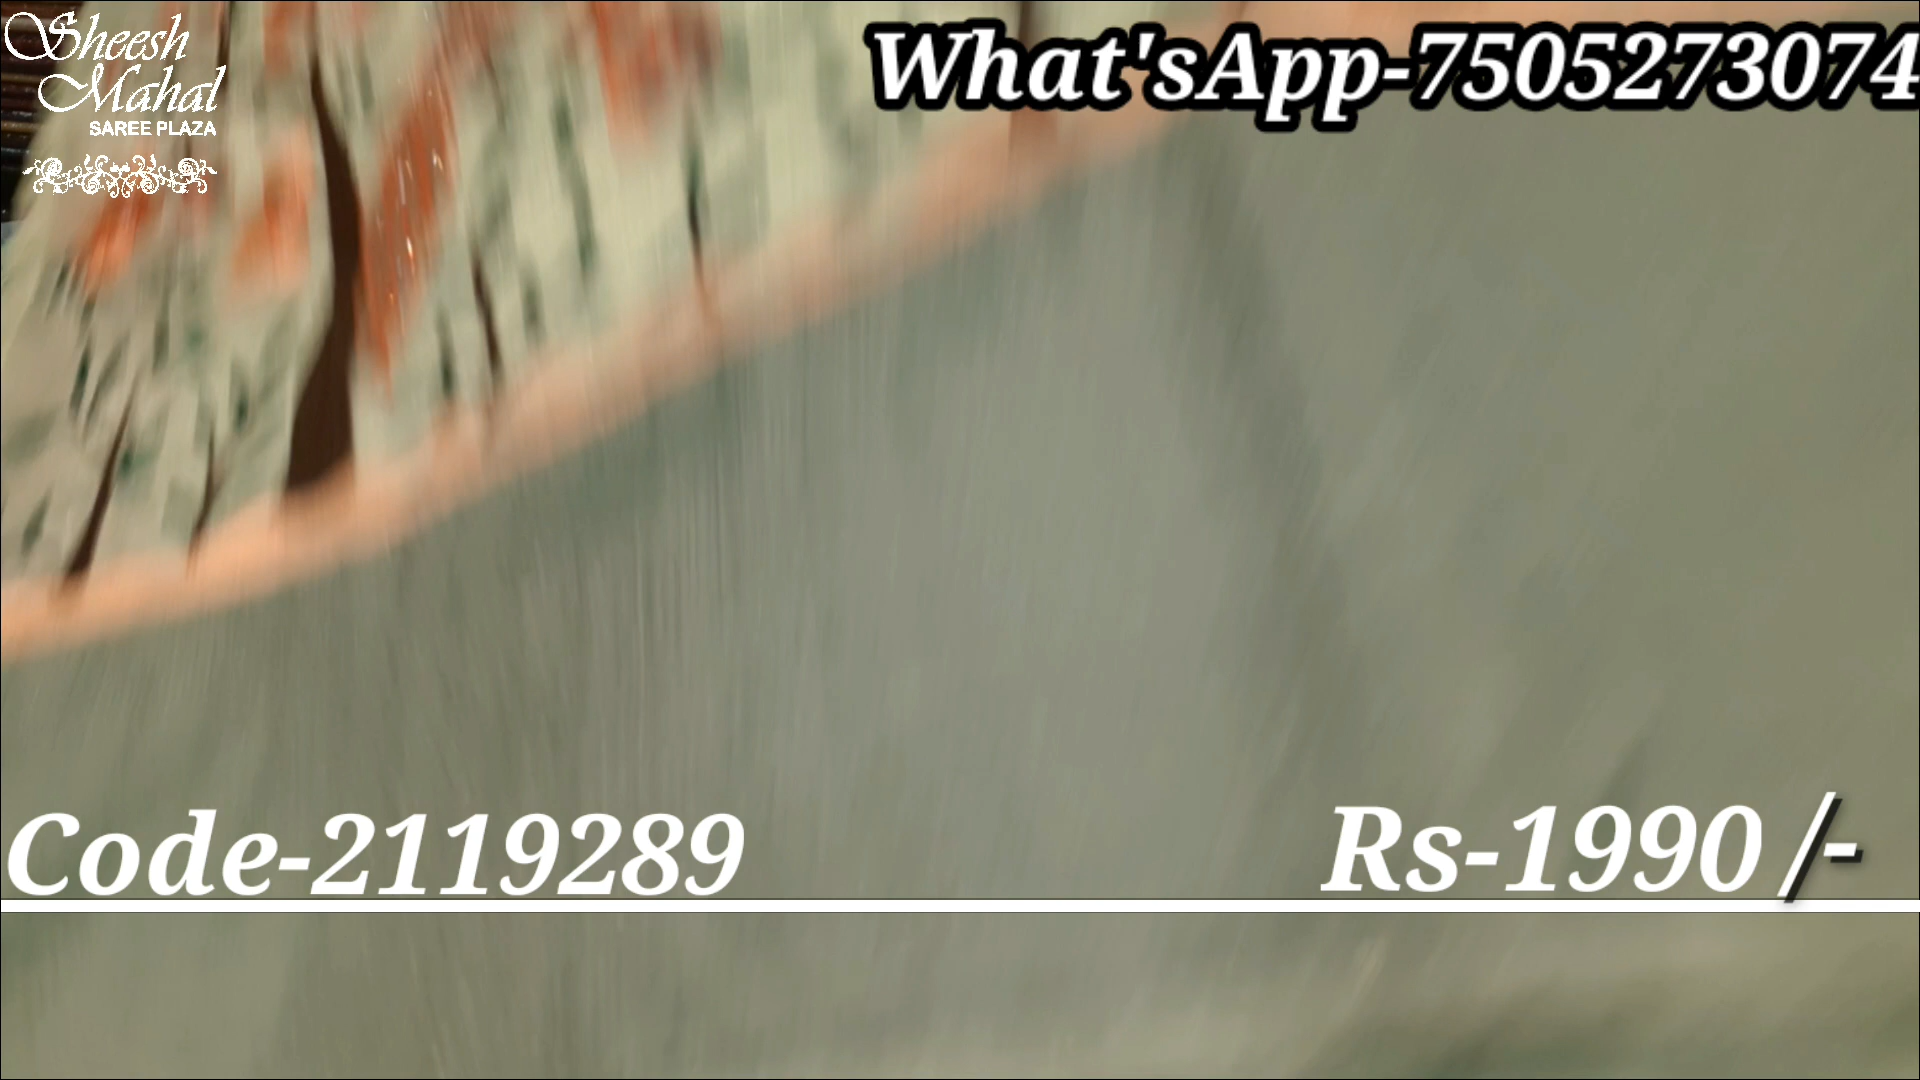 Sheesh
Mahal
SAREE PLAZA
What'sApp-7505273074
Code-2119289
Rs-1990/-